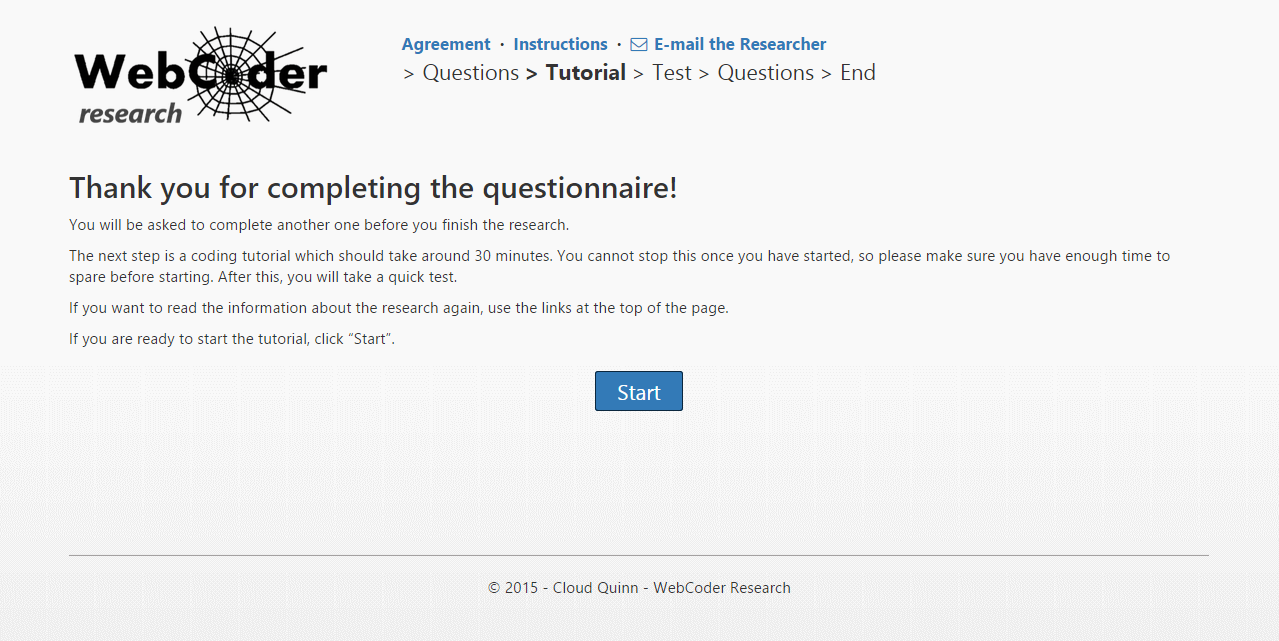 WebCoder
research
Agreement · Instructions · E-mail the Researcher
> Questions > Tutorial > Test > Questions > End
Thank you for completing the questionnaire!
You will be asked to complete another one before you finish the research.
The next step is a coding tutorial which should take around 30 minutes. You cannot stop this once you have started, so please make sure you have enough time to
spare before starting. After this, you will take a quick test.
If you want to read the information about the research again, use the links at the top of the page.
If you are ready to start the tutorial, click “Start”.
Start
© 2015 - Cloud Quinn - WebCoder Research